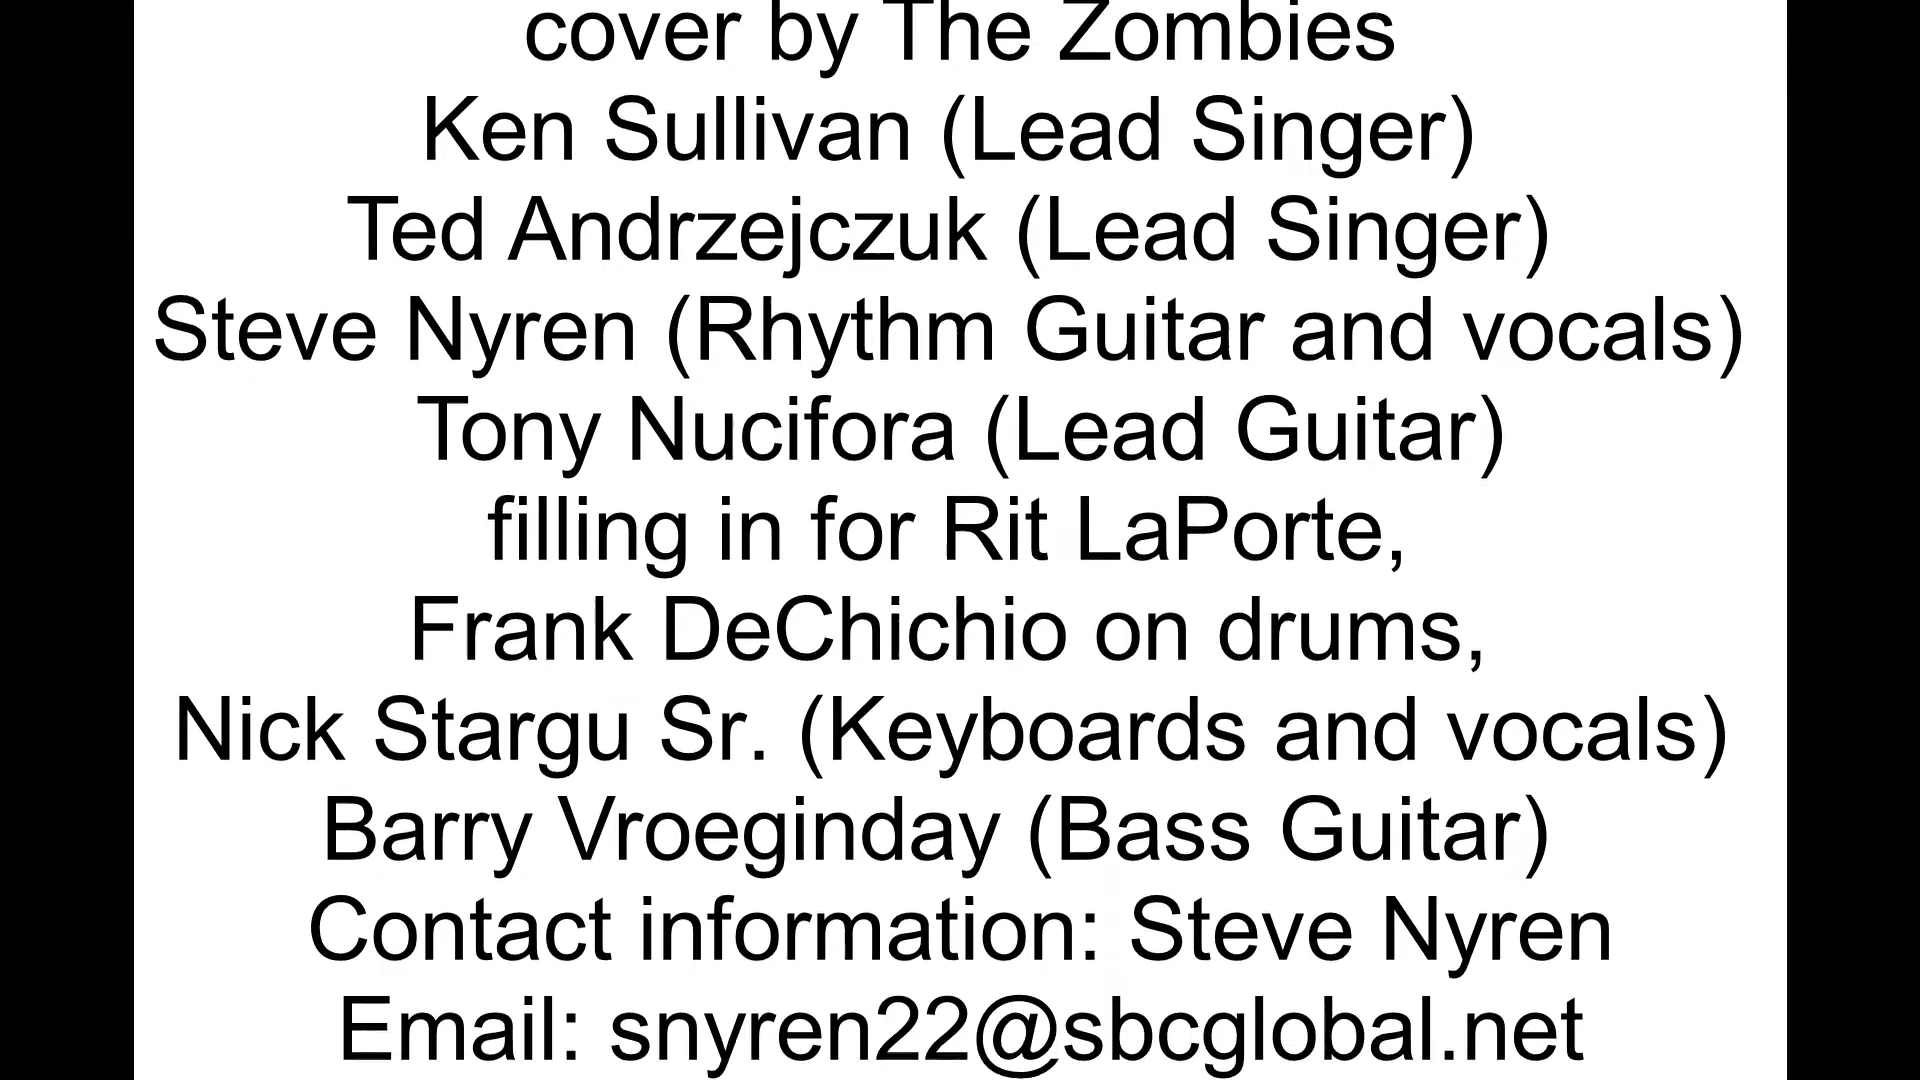 cover by The Zombies
Ken Sullivan (Lead Singer)
Ted Andrzejczuk (Lead Singer)
Steve Nyren (Rhythm Guitar and vocals)
Tony Nucifora (Lead Guitar)
filling in for Rit LaPorte,
Frank DeChichio on drums,
Nick Stargu Sr. (Keyboards and vocals)
Barry Vroeginday (Bass Guitar)
Contact information: Steve Nyren
Email: snyren22@sbcglobal.net